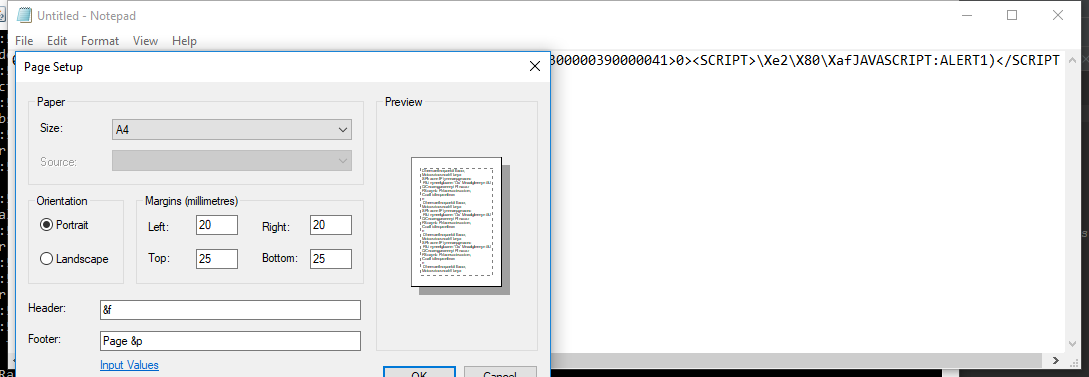 Untitled - Notepad
File Edit Format View Help
300000390000041>0><SCRIPT>\Xe2\X80\XafJAVASCRIPT:ALERT1)</SCRIPT
Page Setup
Paper
Size: A4
Source:
Orientation
Portrait
Landscape
Margins (millimetres)
Left: 20 Right: 20
Top: 25 Bottom: 25
Preview
Header: &f
Footer: Page &p
Input Values
OK Cancel